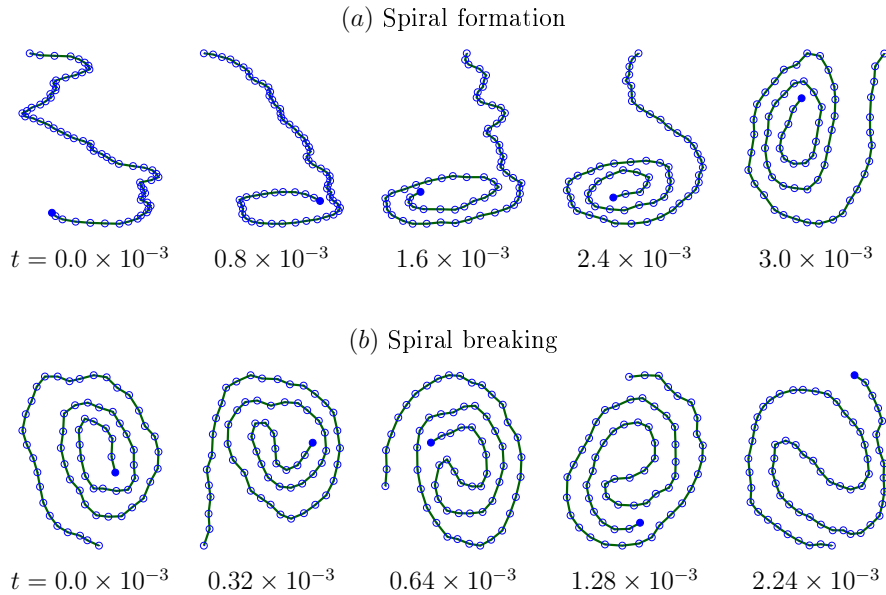 (a) Spiral formation
t = 0.0 × 10⁻³ 0.8 × 10⁻³ 1.6 × 10⁻³ 2.4 × 10⁻³ 3.0 × 10⁻³
(b) Spiral breaking
t = 0.0 × 10⁻³ 0.32 × 10⁻³ 0.64 × 10⁻³ 1.28 × 10⁻³ 2.24 × 10⁻³